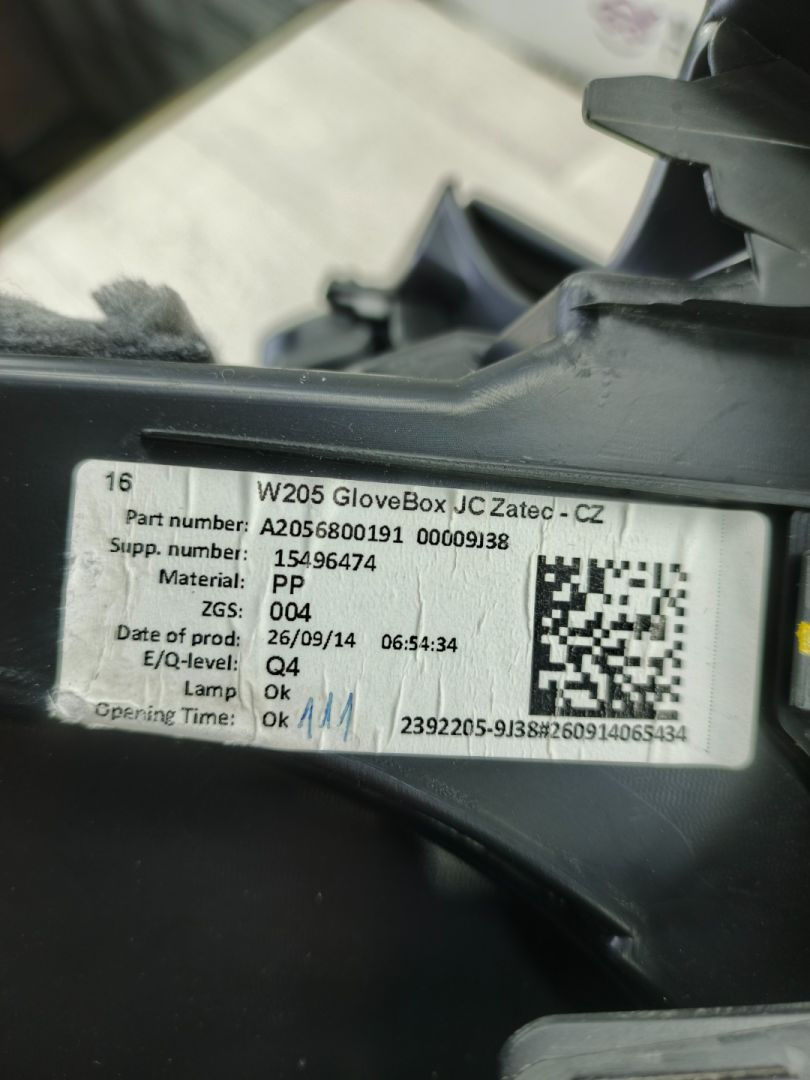 16
W205 GloveBox JC Zatec - CZ
Part number: A2056800191 00009J38
Supp. number: 15496474
Material: PP
ZGS: 004
Date of prod: 26/09/14 06:54:34
E/Q-level: Q4
Lamp Ok
Opening Time: Ok 111
2392205-9J38#260914065434